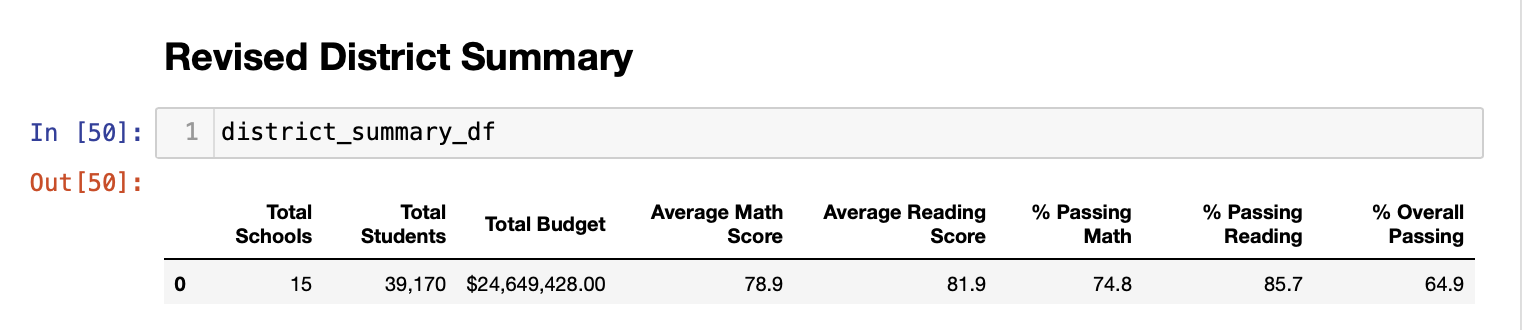 Revised District Summary
In [50]: 1 district_summary_df
Out[50]:
Total Schools Total Students Total Budget Average Math Score Average Reading Score % Passing Math % Passing Reading % Overall Passing
0 15 39,170 $24,649,428.00 78.9 81.9 74.8 85.7 64.9